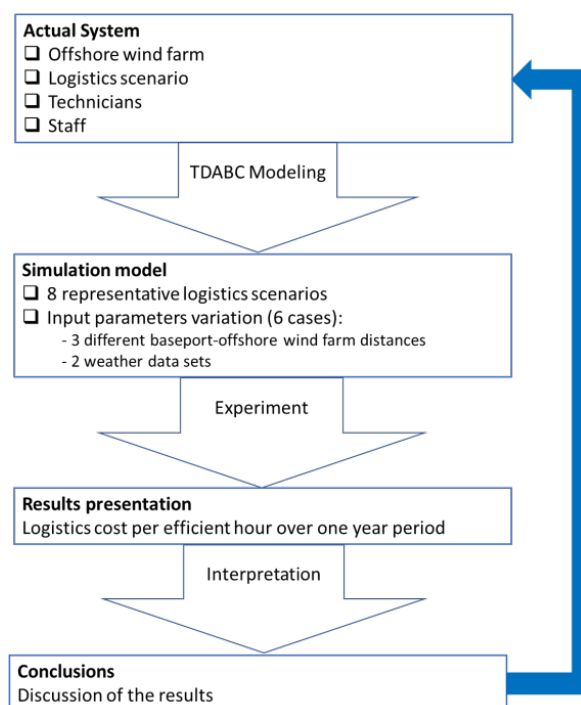 Actual System
❑ Offshore wind farm
❑ Logistics scenario
❑ Technicians
❑ Staff
TDABC Modeling
Simulation model
❑ 8 representative logistics scenarios
❑ Input parameters variation (6 cases):
- 3 different baseport-offshore wind farm distances
- 2 weather data sets
Experiment
Results presentation
Logistics cost per efficient hour over one year period
Interpretation
Conclusions
Discussion of the results